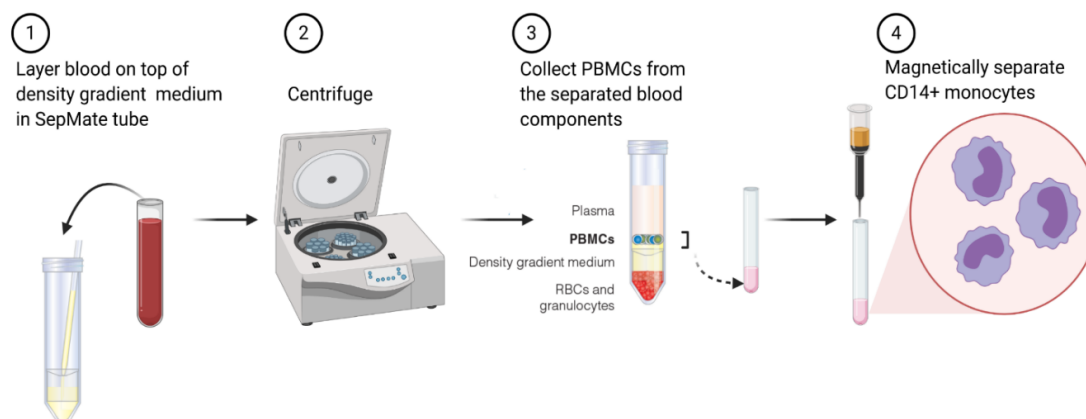 1
Layer blood on top of
density gradient medium
in SepMate tube
2
Centrifuge
3
Collect PBMCs from
the separated blood
components
Plasma
PBMCs
Density gradient medium
RBCs and
granulocytes
4
Magnetically separate
CD14+ monocytes